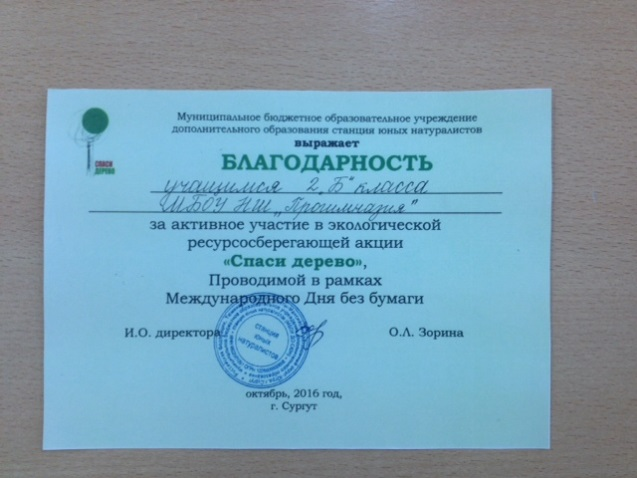 Муниципальное бюджетное образовательное учреждение
дополнительного образования станция юных натуралистов
выражает
БЛАГОДАРНОСТЬ
учащимся 2 „Б" класса
МБОУ НШ „Прогимназия"
за активное участие в экологической
ресурсосберегающей акции
«Спаси дерево»,
Проводимой в рамках
Международного Дня без бумаги
И.О. директора О.Л. Зорина
октябрь, 2016 год,
г. Сургут
СПАСИ
ДЕРЕВО
станция
юных
натуралистов